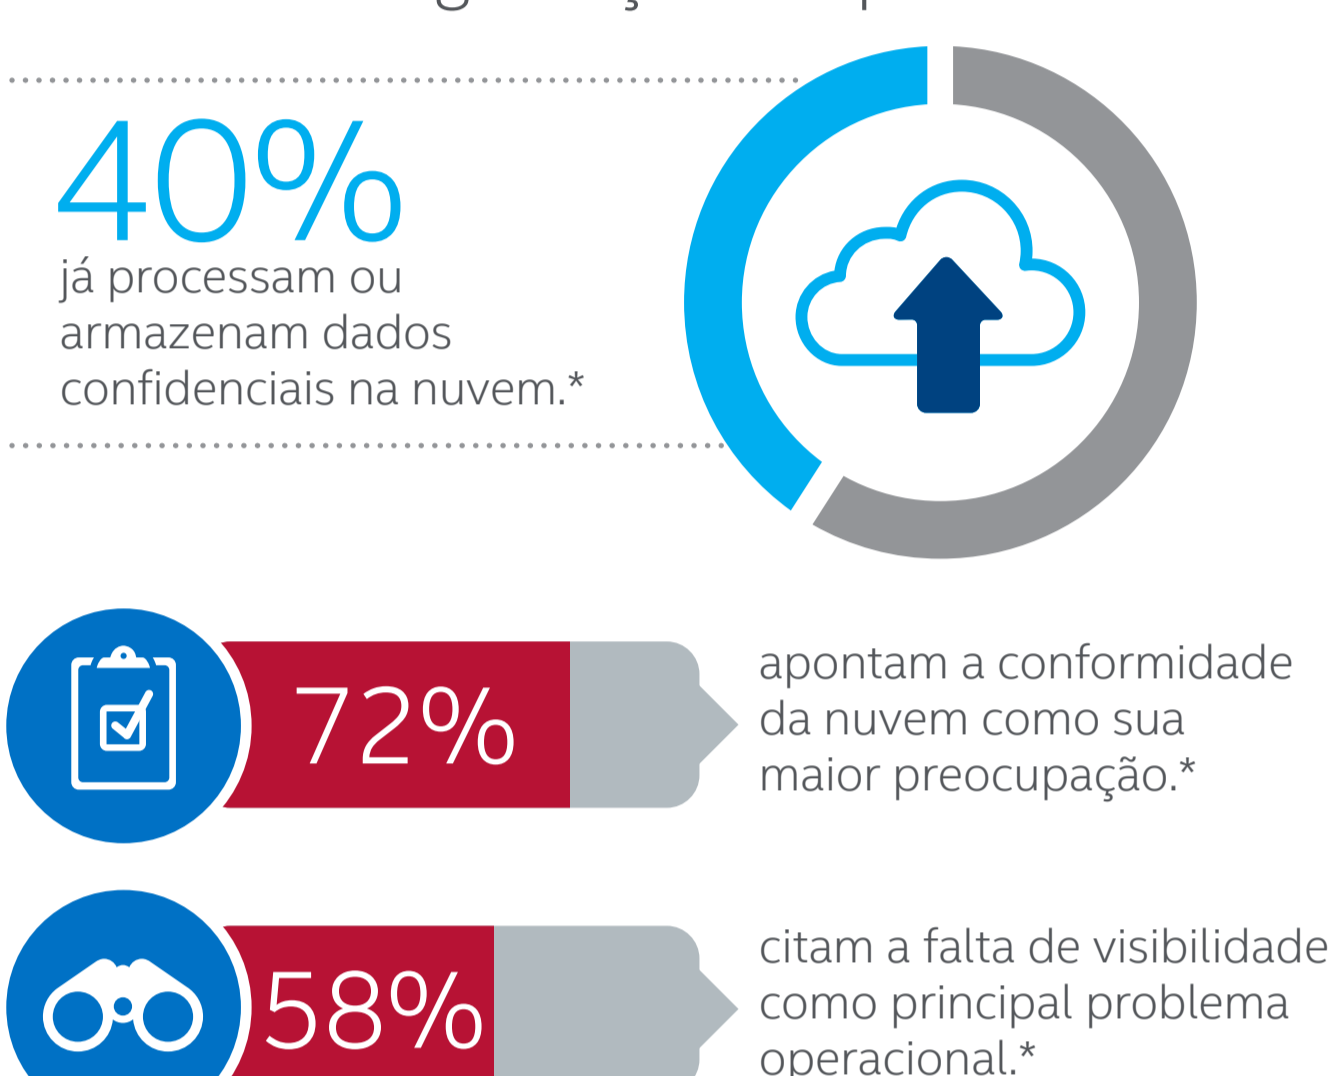 40%
já processam ou
armazenam dados
confidenciais na nuvem.*
72%
apontam a conformidade
da nuvem como sua
maior preocupação.*
58%
citam a falta de visibilidade
como principal problema
operacional.*